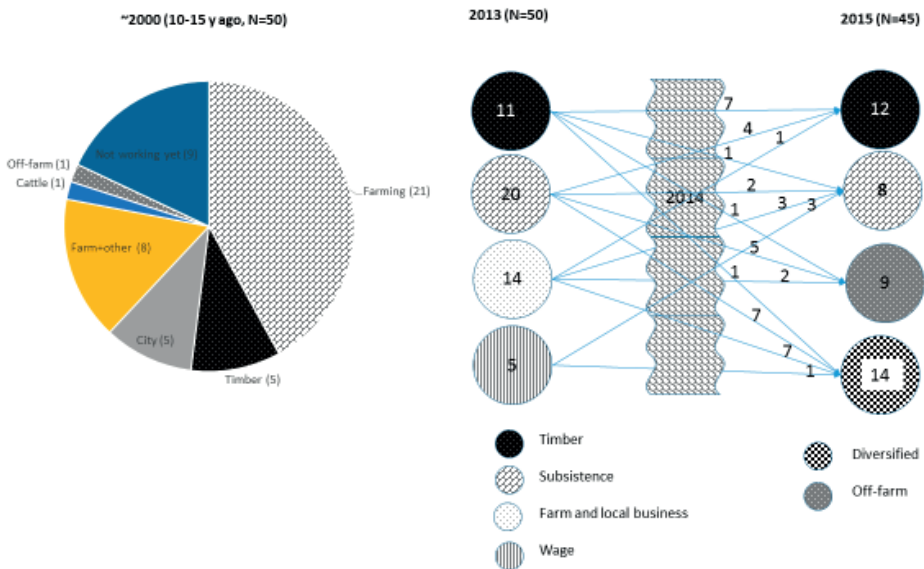 ~2000 (10-15 y ago, N=50)
Not working yet (9)
Off-farm (1)
Cattle (1)
Farm+other (8)
City (5)
Timber (5)
Farming (21)
2013 (N=50)
2015 (N=45)
11
20
14
5
2014
7
4
1
1
2
3
3
1
5
1
2
7
7
1
12
8
9
14
Timber
Subsistence
Farm and local business
Wage
Diversified
Off-farm